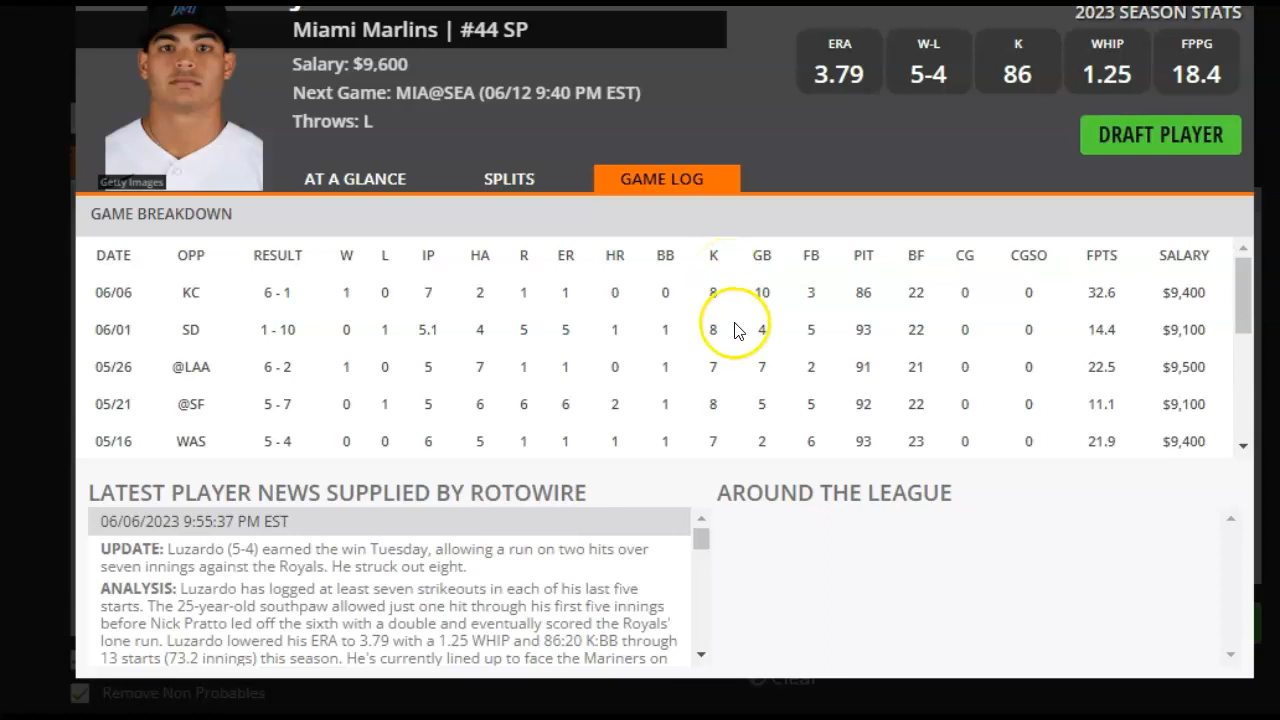 2023 SEASON STATS
Miami Marlins | #44 SP
Salary: $9,600
Next Game: MIA@SEA (06/12 9:40 PM EST)
Throws: L
ERA W-L K WHIP FPPG
3.79 5-4 86 1.25 18.4
DRAFT PLAYER
Getty Images
AT A GLANCE SPLITS GAME LOG
GAME BREAKDOWN
DATE OPP RESULT W L IP HA R ER HR BB K GB FB PIT BF CG CGSO FPTS SALARY
06/06 KC 6 - 1 1 0 7 2 1 1 0 0 8 10 3 86 22 0 0 32.6 $9,400
06/01 SD 1 - 10 0 1 5.1 4 5 5 1 1 8 4 5 93 22 0 0 14.4 $9,100
05/26 @LAA 6 - 2 1 0 5 7 1 1 0 1 7 7 2 91 21 0 0 22.5 $9,500
05/21 @SF 5 - 7 0 1 5 6 6 6 2 1 8 5 5 92 22 0 0 11.1 $9,100
05/16 WAS 5 - 4 0 0 6 5 1 1 1 1 7 2 6 93 23 0 0 21.9 $9,400
LATEST PLAYER NEWS SUPPLIED BY ROTOWIRE
06/06/2023 9:55:37 PM EST
UPDATE: Luzardo (5-4) earned the win Tuesday, allowing a run on two hits over
seven innings against the Royals. He struck out eight.
ANALYSIS: Luzardo has logged at least seven strikeouts in each of his last five
starts. The 25-year-old southpaw allowed just one hit through his first five innings
before Nick Pratto led off the sixth with a double and eventually scored the Royals'
lone run. Luzardo lowered his ERA to 3.79 with a 1.25 WHIP and 86:20 K:BB through
13 starts (73.2 innings) this season. He's currently lined up to face the Mariners on
AROUND THE LEAGUE
Remove Non Probables
Clear